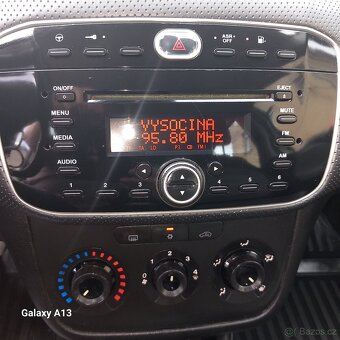 ASR
OFF
ON/OFF
EJECT
MENU
VYSOCINA
MUTE
MEDIA
95.80 MHz
FM
AUDIO
AM
1
2
3
4
5
6
0
1
2
3
4
Galaxy A13
Bazos.cz